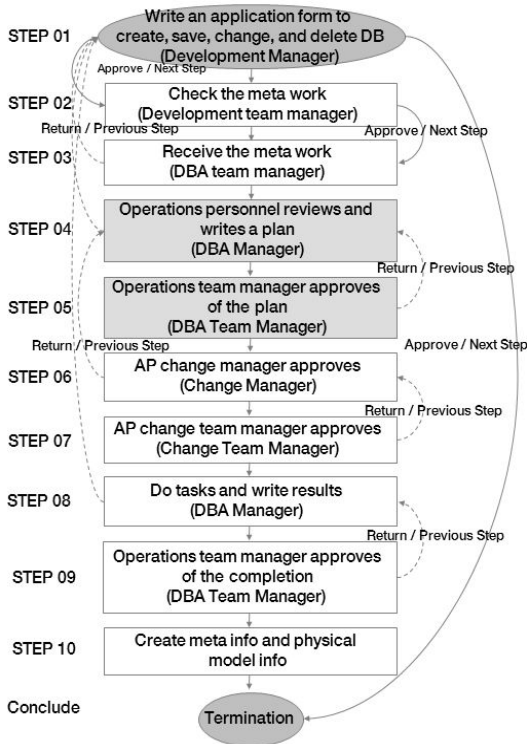 STEP 01
Write an application form to
create, save, change, and delete DB
(Development Manager)
Approve / Next Step
STEP 02
Check the meta work
(Development team manager)
Return / Previous Step
Approve / Next Step
STEP 03
Receive the meta work
(DBA team manager)
STEP 04
Operations personnel reviews and
writes a plan
(DBA Manager)
Return / Previous Step
STEP 05
Operations team manager approves
of the plan
(DBA Team Manager)
Return / Previous Step
Approve / Next Step
STEP 06
AP change manager approves
(Change Manager)
Return / Previous Step
STEP 07
AP change team manager approves
(Change Team Manager)
STEP 08
Do tasks and write results
(DBA Manager)
Return / Previous Step
STEP 09
Operations team manager approves
of the completion
(DBA Team Manager)
STEP 10
Create meta info and physical
model info
Conclude
Termination